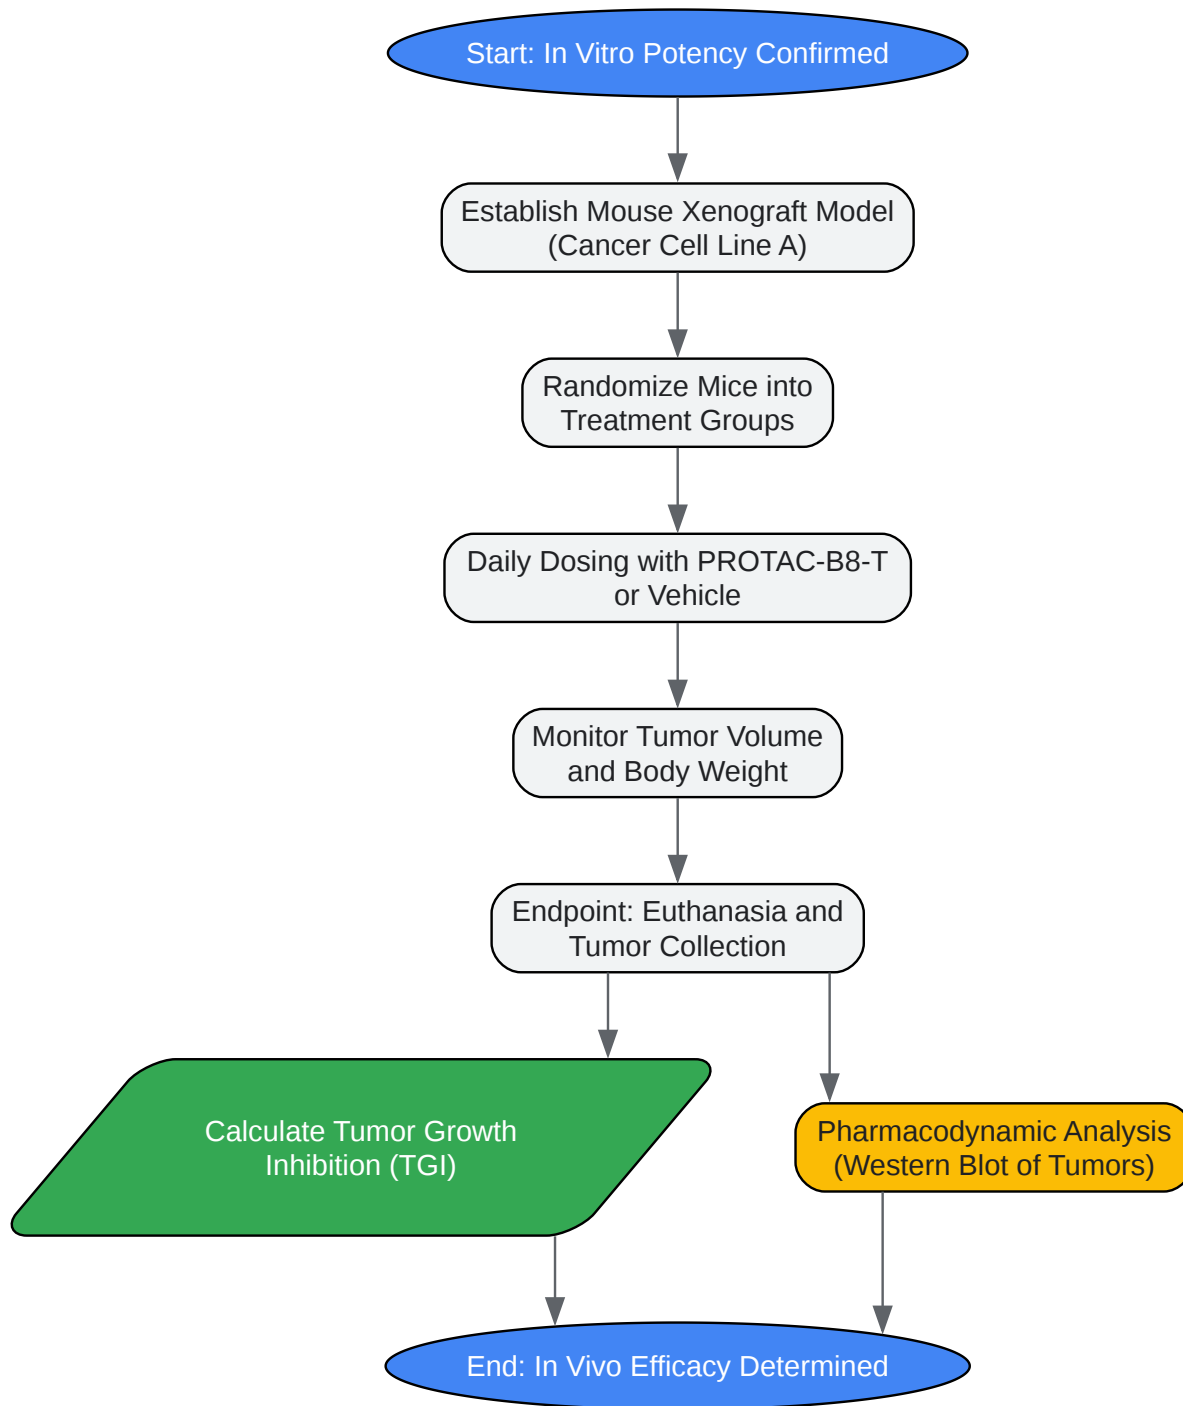 Start: In Vitro Potency Confirmed
Establish Mouse Xenograft Model
(Cancer Cell Line A)
Randomize Mice into
Treatment Groups
Daily Dosing with PROTAC-B8-T
or Vehicle
Monitor Tumor Volume
and Body Weight
Endpoint: Euthanasia and
Tumor Collection
Calculate Tumor Growth
Inhibition (TGI)
Pharmacodynamic Analysis
(Western Blot of Tumors)
End: In Vivo Efficacy Determined